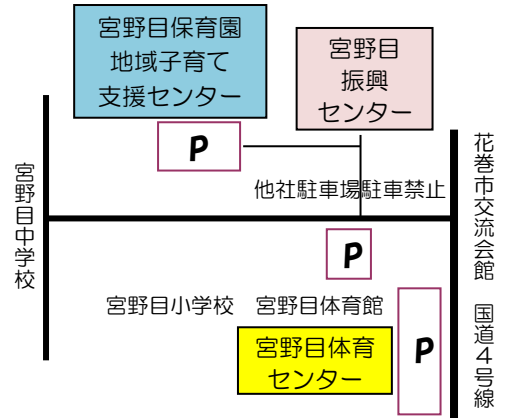 宮野目保育園
地域子育て
支援センター
宮野目
振興
センター
P
他社駐車場駐車禁止
宮野目中学校
花巻市交流会館　国道4号線
P
宮野目小学校　宮野目体育館
宮野目体育
センター
P